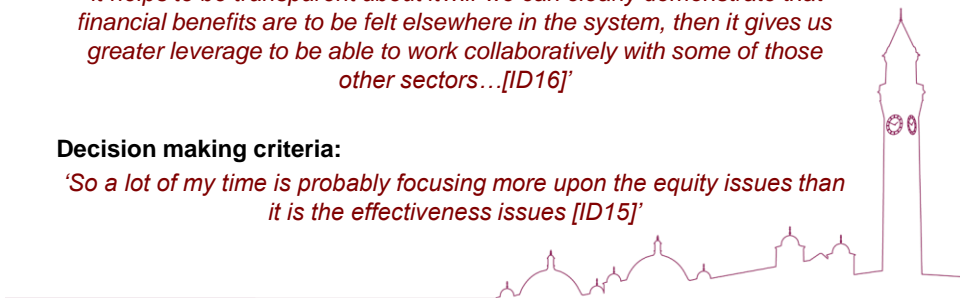 financial benefits are to be felt elsewhere in the system, then it gives us
greater leverage to be able to work collaboratively with some of those
other sectors…[ID16]’
Decision making criteria:
‘So a lot of my time is probably focusing more upon the equity issues than
it is the effectiveness issues [ID15]’